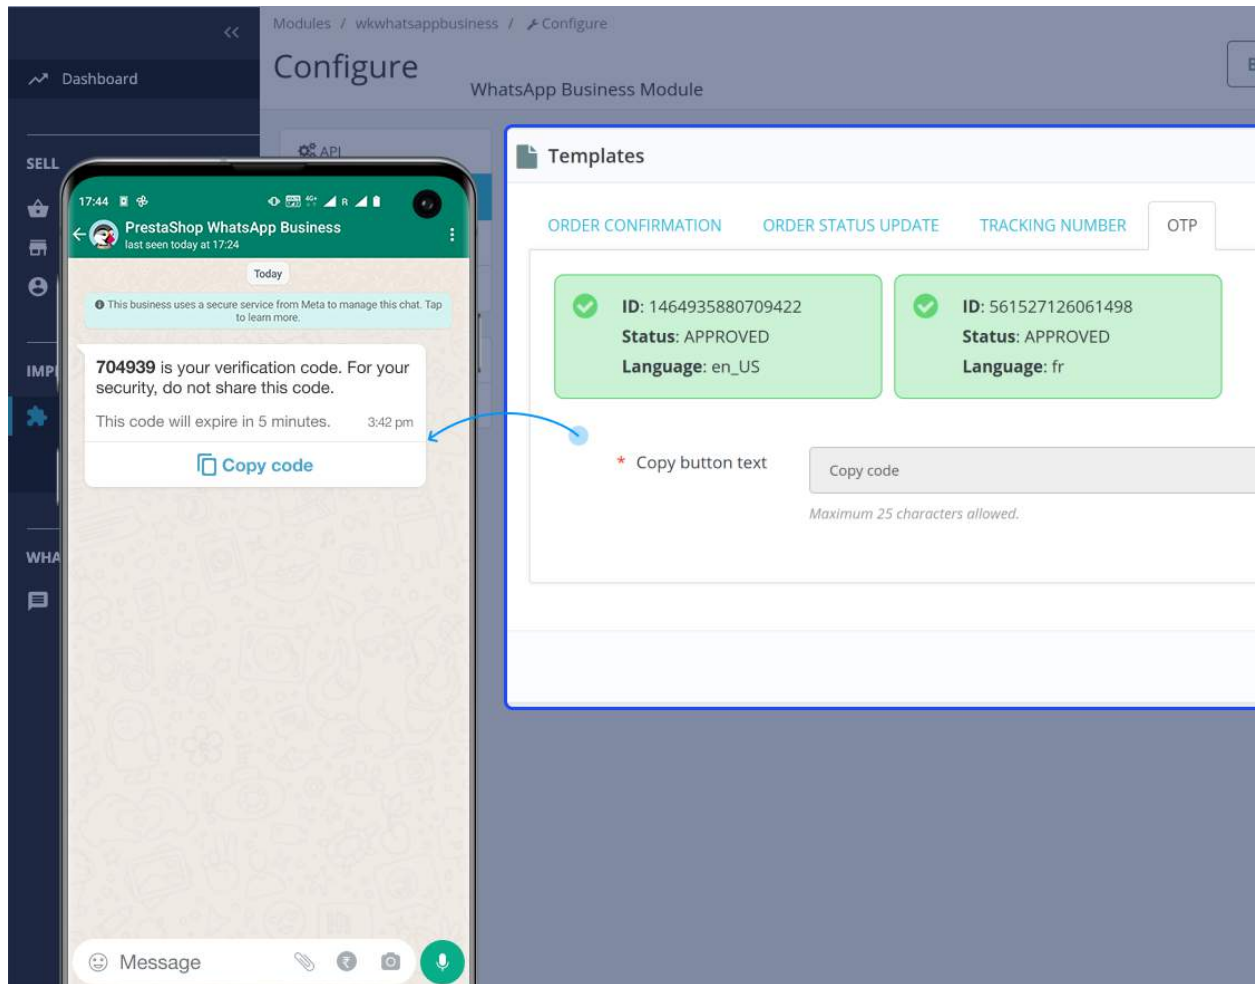 Modules / wkwhatsappbusiness / Configure
Configure
WhatsApp Business Module
Dashboard
SELL
API
Templates
ORDER CONFIRMATION
ORDER STATUS UPDATE
TRACKING NUMBER
OTP
ID: 1464935880709422
Status: APPROVED
Language: en_US
ID: 561527126061498
Status: APPROVED
Language: fr
* Copy button text
Copy code
Maximum 25 characters allowed.
17:44
4G+
R
PrestaShop WhatsApp Business
last seen today at 17:24
Today
This business uses a secure service from Meta to manage this chat. Tap
to learn more.
704939 is your verification code. For your
security, do not share this code.
This code will expire in 5 minutes. 3:42 pm
Copy code
IMP
WHA
Message
₹